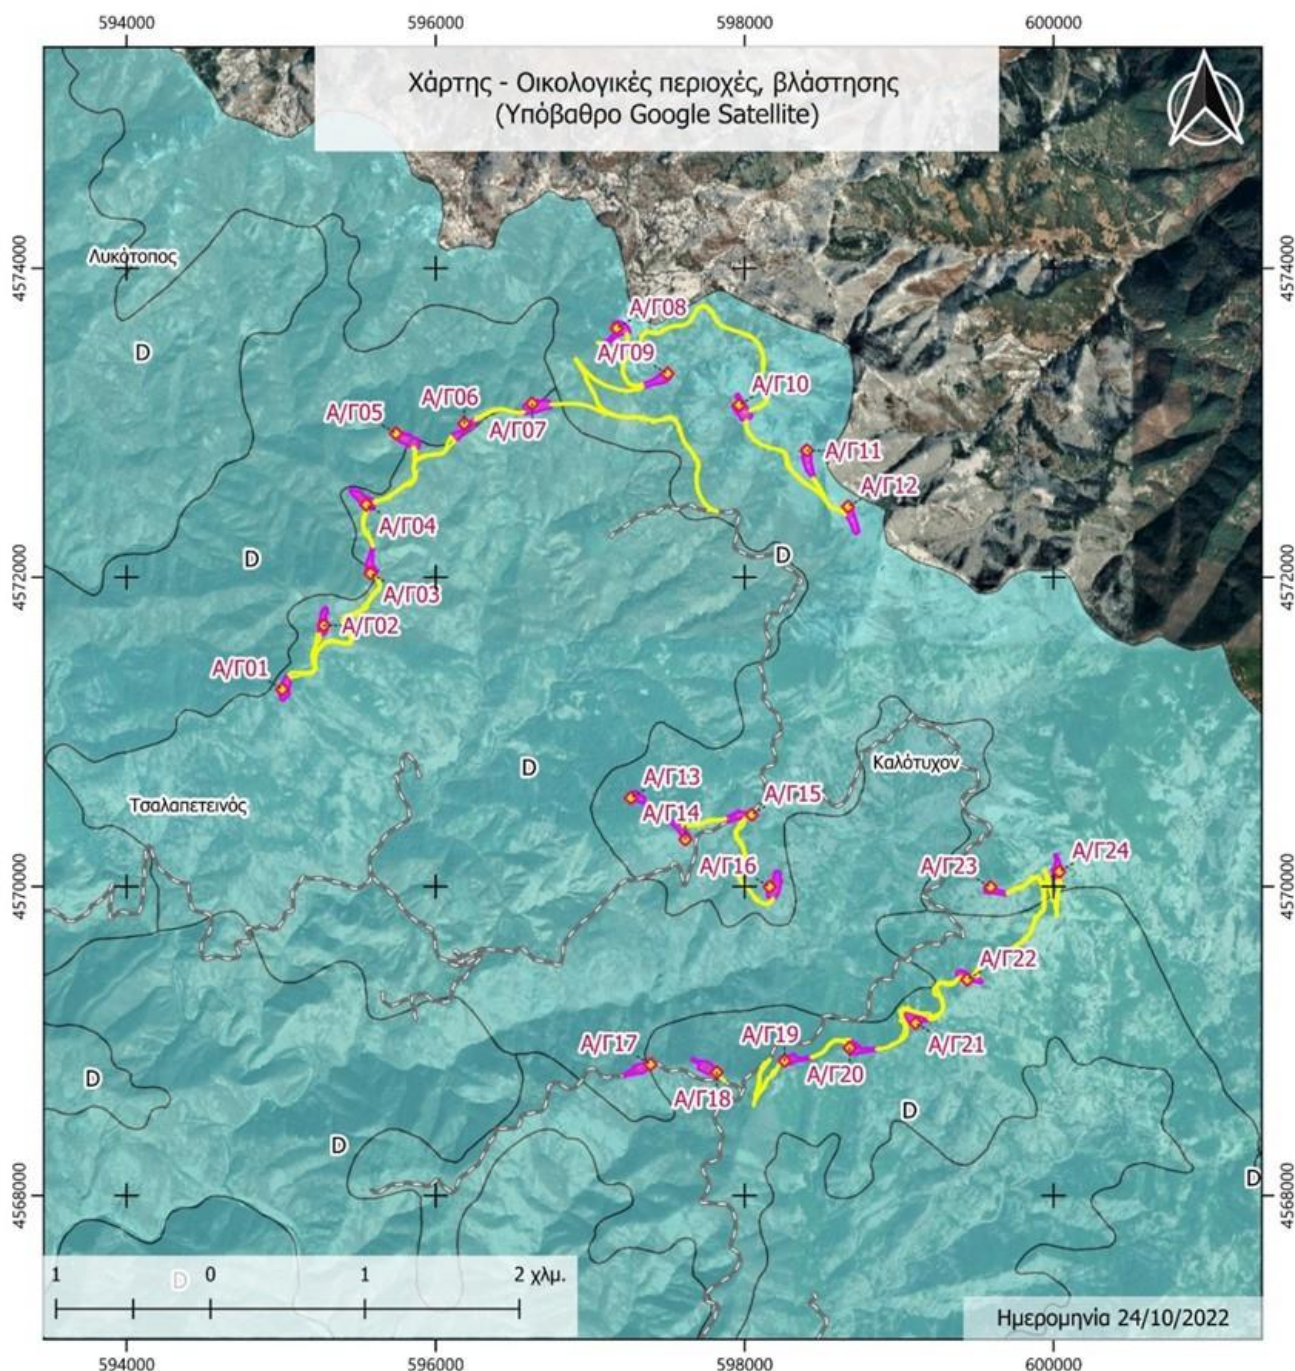 594000
596000
598000
600000
Χάρτης - Οικολογικές περιοχές, βλάστησης
(Υπόβαθρο Google Satellite)
4574000
4574000
Λυκότοπος
D
Α/Γ08
Α/Γ09
Α/Γ10
Α/Γ06
Α/Γ05
Α/Γ07
Α/Γ11
Α/Γ12
Α/Γ04
D
D
4572000
4572000
Α/Γ03
Α/Γ02
Α/Γ01
D
Καλότυχον
Α/Γ13
Τσαλαπετεινός
Α/Γ15
Α/Γ14
Α/Γ16
Α/Γ23
Α/Γ24
4570000
4570000
Α/Γ22
Α/Γ17
Α/Γ19
Α/Γ21
Α/Γ20
D
Α/Γ18
D
D
D
4568000
4568000
1
0
1
2 χλμ.
D
Ημερομηνία 24/10/2022
594000
596000
598000
600000